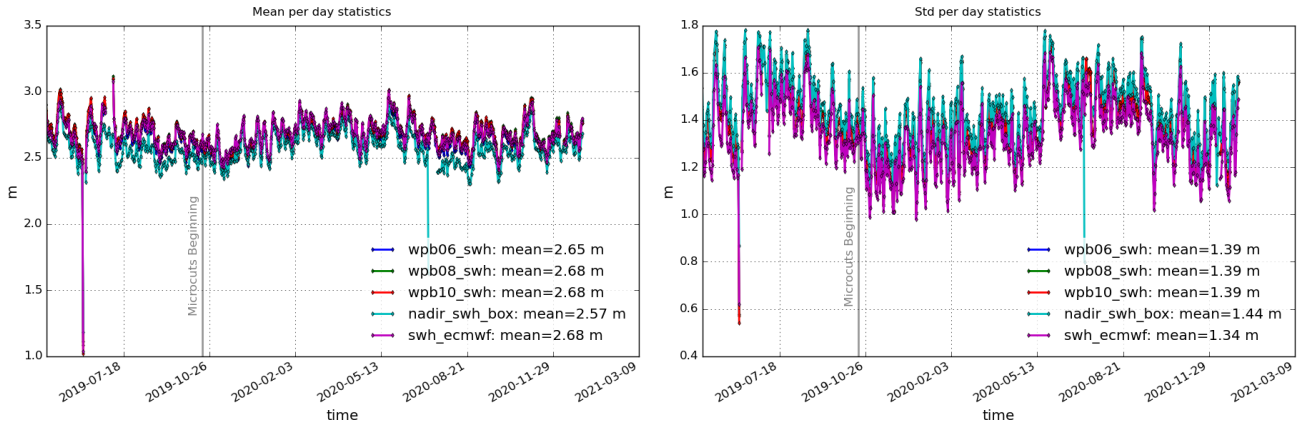 Mean per day statistics
3.5
3.0
2.5
2.0
1.5
1.0
m
Microcuts Beginning
wpb06_swh: mean=2.65 m
wpb08_swh: mean=2.68 m
wpb10_swh: mean=2.68 m
nadir_swh_box: mean=2.57 m
swh_ecmwf: mean=2.68 m
2019-07-18
2019-10-26
2020-02-03
2020-05-13
2020-08-21
2020-11-29
2021-03-09
time
Std per day statistics
1.8
1.6
1.4
1.2
1.0
0.8
0.6
0.4
m
Microcuts Beginning
wpb06_swh: mean=1.39 m
wpb08_swh: mean=1.39 m
wpb10_swh: mean=1.39 m
nadir_swh_box: mean=1.44 m
swh_ecmwf: mean=1.34 m
2019-07-18
2019-10-26
2020-02-03
2020-05-13
2020-08-21
2020-11-29
2021-03-09
time